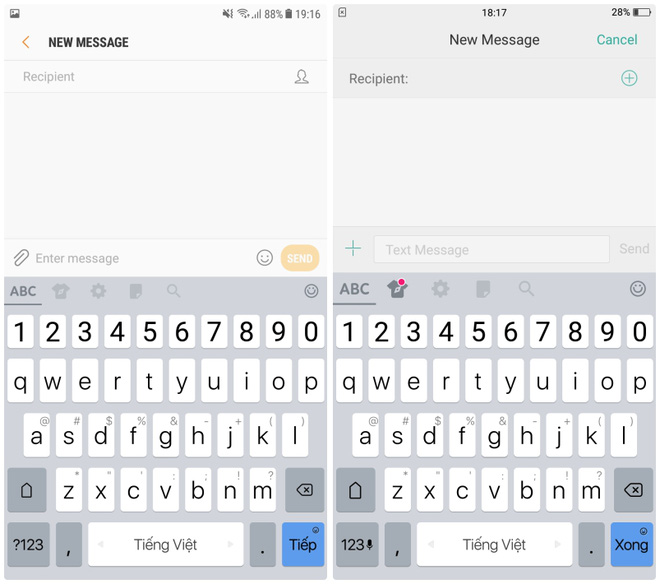 88% 19:16
NEW MESSAGE
Recipient
Enter message
SEND
ABC
1 2 3 4 5 6 7 8 9 0
q w e r t y u i o p
@ # $ % & - + ( )
a s d f g h j k l
* " ' : ; ! ?
z x c v b n m
?123 , Tiếng Việt . Tiếp
18:17 28%
New Message Cancel
Recipient:
Text Message Send
ABC
1 2 3 4 5 6 7 8 9 0
q w e r t y u i o p
@ # $ % & - + ( )
a s d f g h j k l
* " ' : ; ! ?
z x c v b n m
123 , Tiếng Việt . Xong